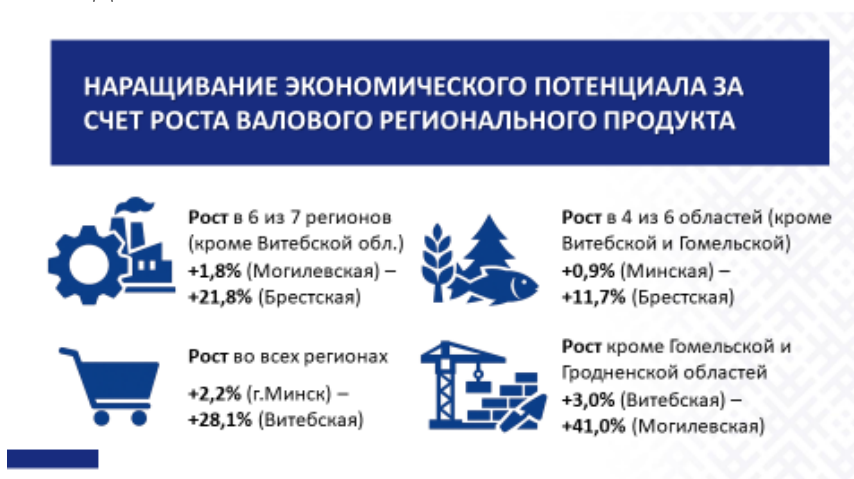 НАРАЩИВАНИЕ ЭКОНОМИЧЕСКОГО ПОТЕНЦИАЛА ЗА
СЧЕТ РОСТА ВАЛОВОГО РЕГИОНАЛЬНОГО ПРОДУКТА
Рост в 6 из 7 регионов
(кроме Витебской обл.)
+1,8% (Могилевская) –
+21,8% (Брестская)
Рост в 4 из 6 областей (кроме
Витебской и Гомельской)
+0,9% (Минская) –
+11,7% (Брестская)
Рост во всех регионах
+2,2% (г.Минск) –
+28,1% (Витебская)
Рост кроме Гомельской и
Гродненской областей
+3,0% (Витебская) –
+41,0% (Могилевская)